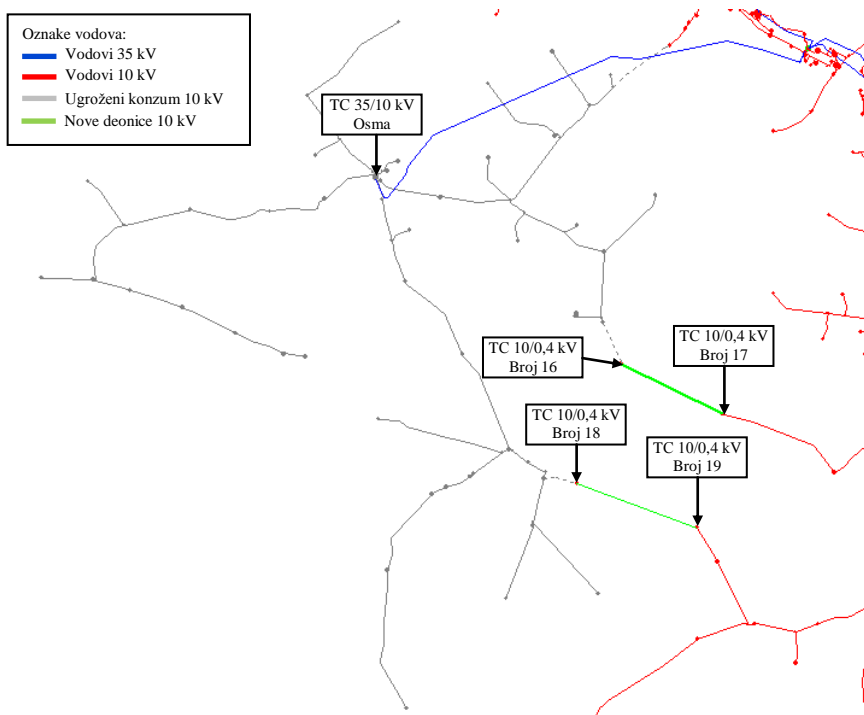 Oznake vodova:
Vodovi 35 kV
Vodovi 10 kV
Ugroženi konzum 10 kV
Nove deonice 10 kV
TC 35/10 kV
Osma
TC 10/0,4 kV
Broj 16
TC 10/0,4 kV
Broj 17
TC 10/0,4 kV
Broj 18
TC 10/0,4 kV
Broj 19